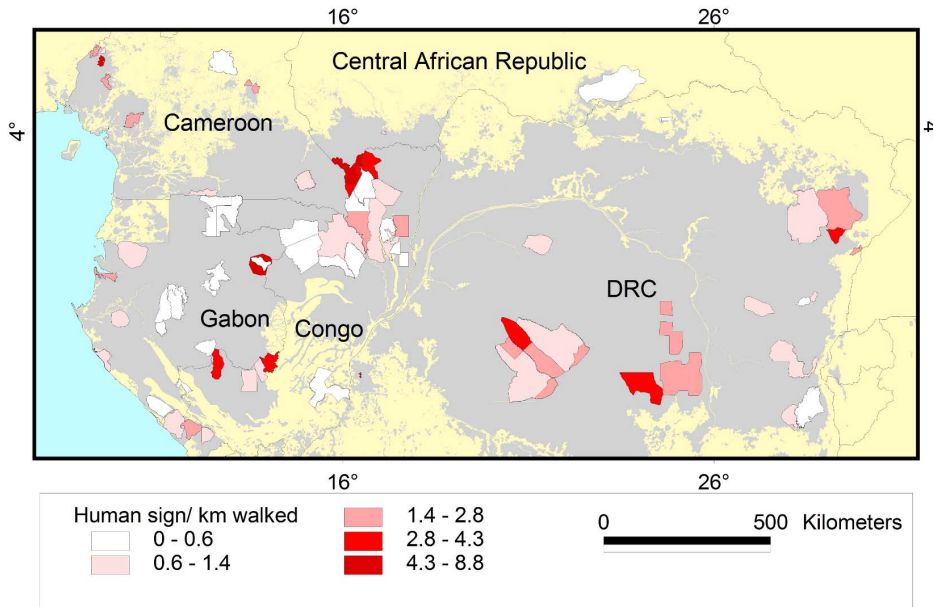 16° 26°
Central African Republic
Cameroon
4° 4
DRC
Gabon Congo
16° 26°
Human sign/ km walked
0 - 0.6
0.6 - 1.4
1.4 - 2.8
2.8 - 4.3
4.3 - 8.8
0 500 Kilometers